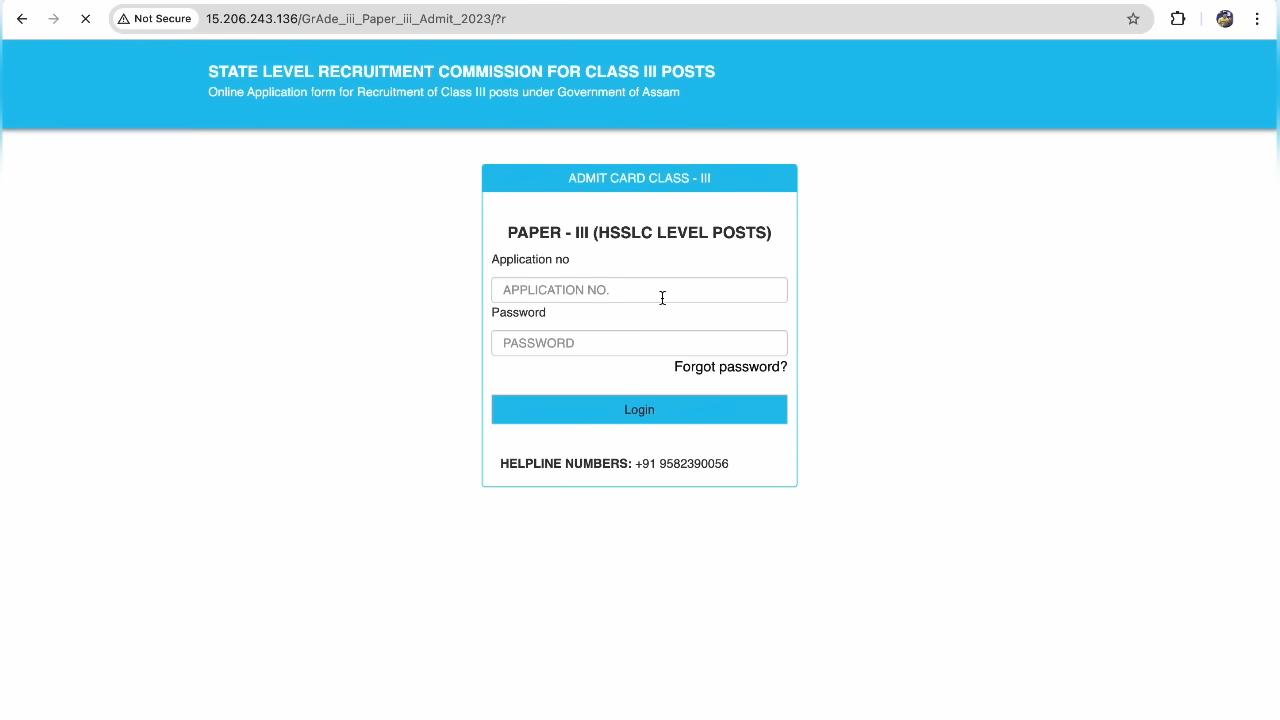 Not Secure 15.206.243.136/GrAde_iii_Paper_iii_Admit_2023/?r
STATE LEVEL RECRUITMENT COMMISSION FOR CLASS III POSTS
Online Application form for Recruitment of Class III posts under Government of Assam
ADMIT CARD CLASS - III
PAPER - III (HSSLC LEVEL POSTS)
Application no
APPLICATION NO.
Password
PASSWORD
Forgot password?
Login
HELPLINE NUMBERS: +91 9582390056